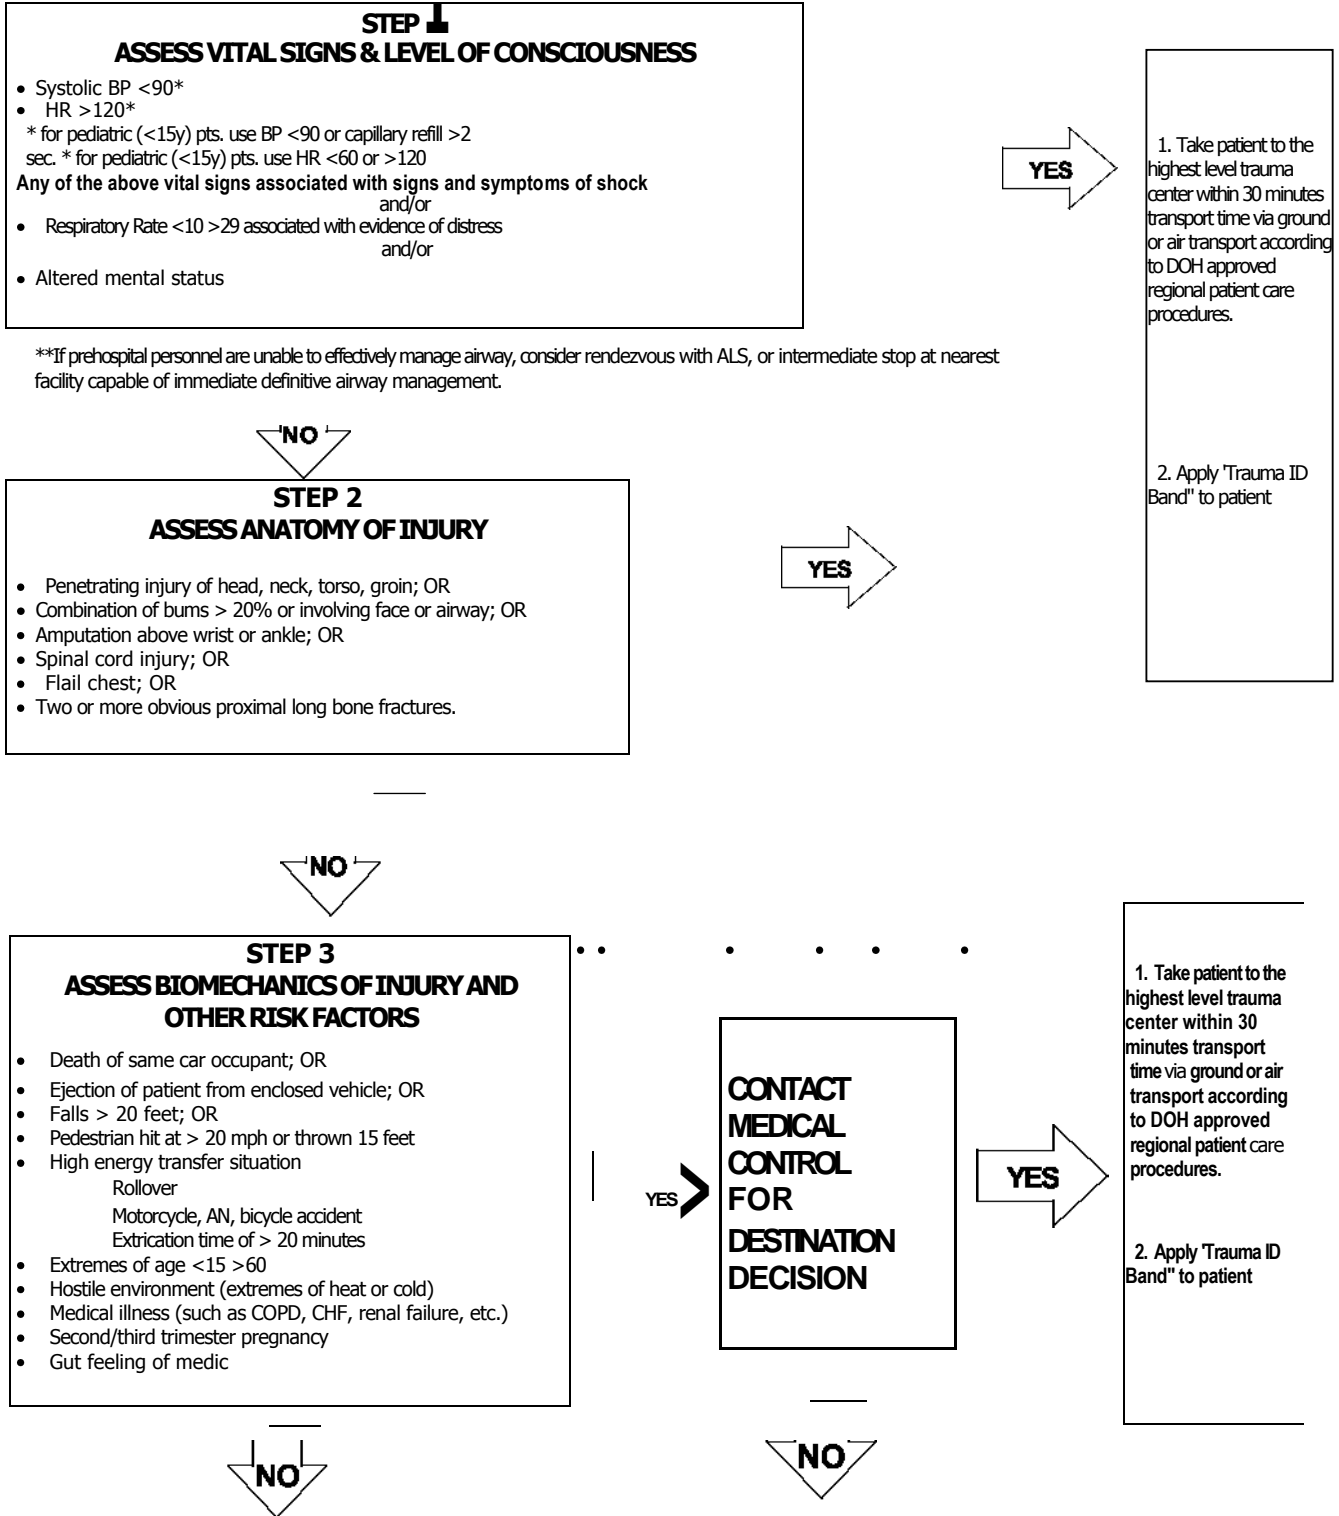 STEP 1
ASSESS VITAL SIGNS & LEVEL OF CONSCIOUSNESS
• Systolic BP <90*
• HR >120*
* for pediatric (<15y) pts. use BP <90 or capillary refill >2
sec. * for pediatric (<15y) pts. use HR <60 or >120
Any of the above vital signs associated with signs and symptoms of shock
and/or
• Respiratory Rate <10 >29 associated with evidence of distress
and/or
• Altered mental status
YES
1. Take patient to the
highest level trauma
center within 30 minutes
transport time via ground
or air transport according
to DOH approved
regional patient care
procedures.
2. Apply 'Trauma ID
Band" to patient
**If prehospital personnel are unable to effectively manage airway, consider rendezvous with ALS, or intermediate stop at nearest
facility capable of immediate definitive airway management.
NO
STEP 2
ASSESS ANATOMY OF INJURY
• Penetrating injury of head, neck, torso, groin; OR
• Combination of bums > 20% or involving face or airway; OR
• Amputation above wrist or ankle; OR
• Spinal cord injury; OR
• Flail chest; OR
• Two or more obvious proximal long bone fractures.
YES
NO
STEP 3
ASSESS BIOMECHANICS OF INJURY AND
OTHER RISK FACTORS
• Death of same car occupant; OR
• Ejection of patient from enclosed vehicle; OR
• Falls > 20 feet; OR
• Pedestrian hit at > 20 mph or thrown 15 feet
• High energy transfer situation
Rollover
Motorcycle, AN, bicycle accident
Extrication time of > 20 minutes
• Extremes of age <15 >60
• Hostile environment (extremes of heat or cold)
• Medical illness (such as COPD, CHF, renal failure, etc.)
• Second/third trimester pregnancy
• Gut feeling of medic
YES >
CONTACT
MEDICAL
CONTROL
FOR
DESTINATION
DECISION
YES
1. Take patient to the
highest level trauma
center within 30
minutes transport
time via ground or air
transport according
to DOH approved
regional patient care
procedures.
2. Apply 'Trauma ID
Band" to patient
NO
NO